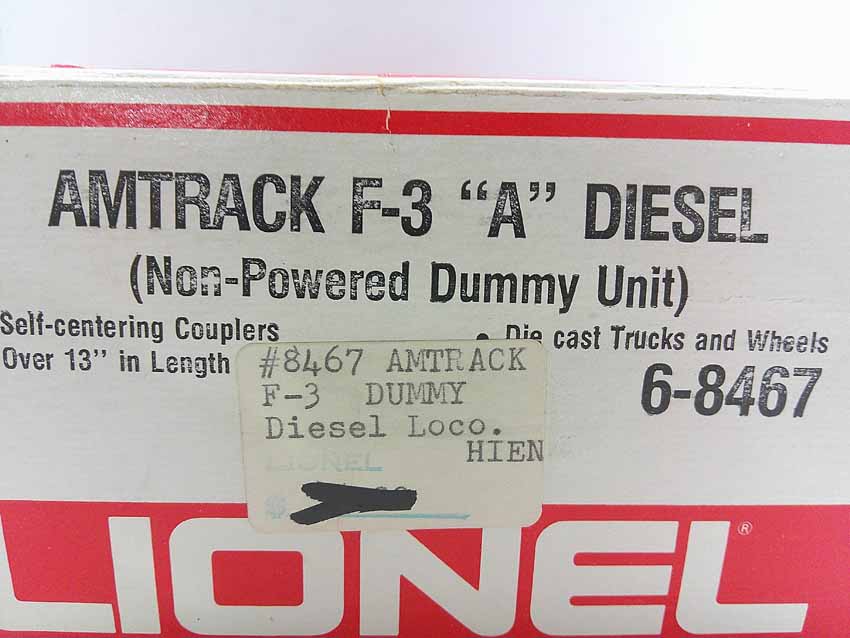 AMTRACK F-3 “A” DIESEL
(Non-Powered Dummy Unit)
Self-centering Couplers
• Die cast Trucks and Wheels
Over 13” in Length
6-8467
#8467 AMTRACK
F-3 DUMMY
Diesel Loco.
HIEN
LIONEL
$
LIONEL®